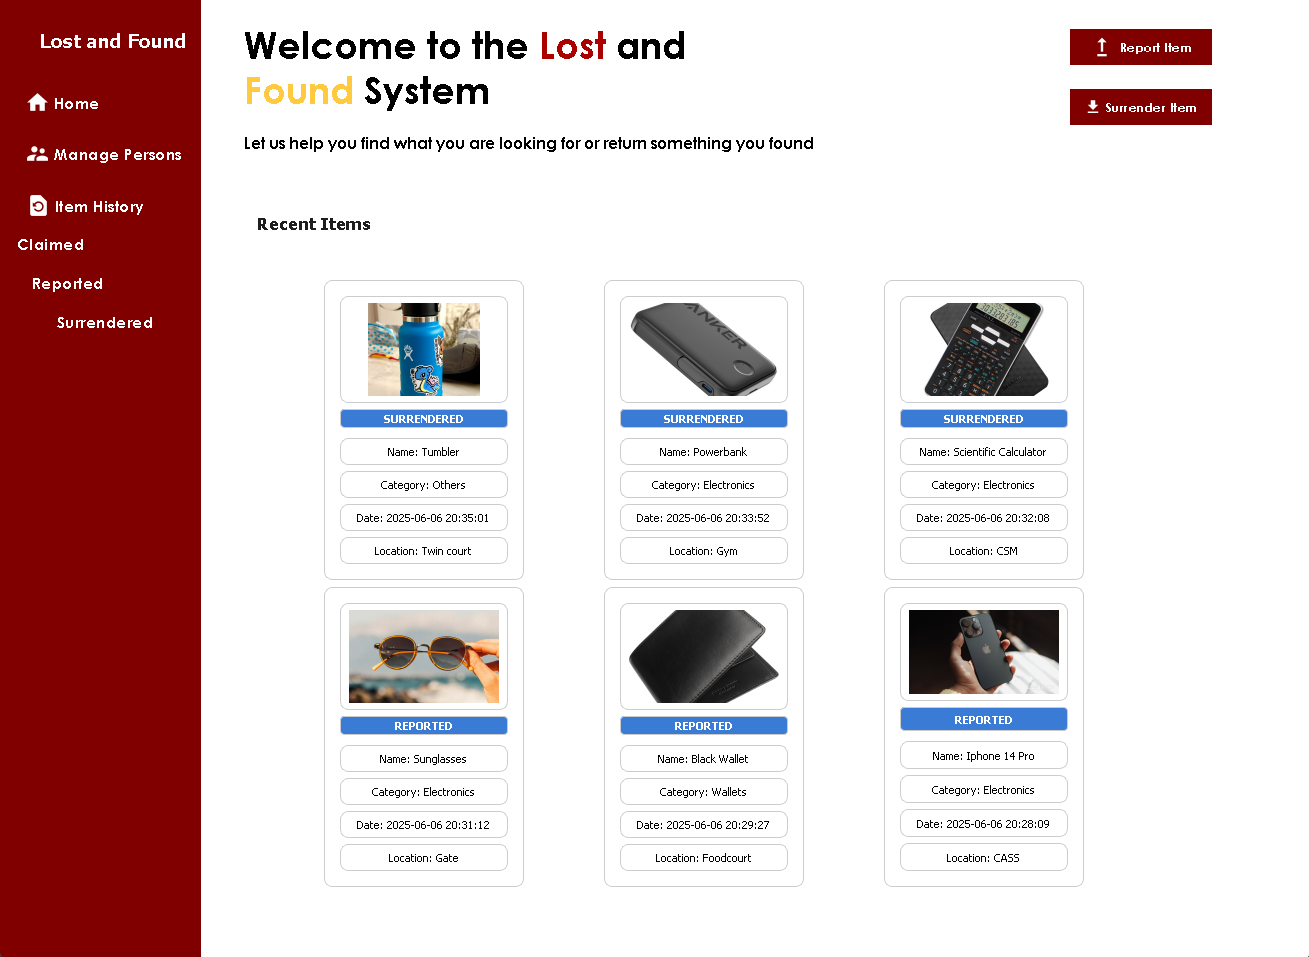 Lost and Found
Home
Manage Persons
Item History
Claimed
Reported
Surrendered
Welcome to the Lost and
Found System
Let us help you find what you are looking for or return something you found
Report Item
Surrender Item
Recent Items
SURRENDERED
Name: Tumbler
Category: Others
Date: 2025-06-06 20:35:01
Location: Twin court
ANKER
SURRENDERED
Name: Powerbank
Category: Electronics
Date: 2025-06-06 20:33:52
Location: Gym
SURRENDERED
Name: Scientific Calculator
Category: Electronics
Date: 2025-06-06 20:32:08
Location: CSM
REPORTED
Name: Sunglasses
Category: Electronics
Date: 2025-06-06 20:31:12
Location: Gate
REPORTED
Name: Black Wallet
Category: Wallets
Date: 2025-06-06 20:29:27
Location: Foodcourt
REPORTED
Name: Iphone 14 Pro
Category: Electronics
Date: 2025-06-06 20:28:09
Location: CASS